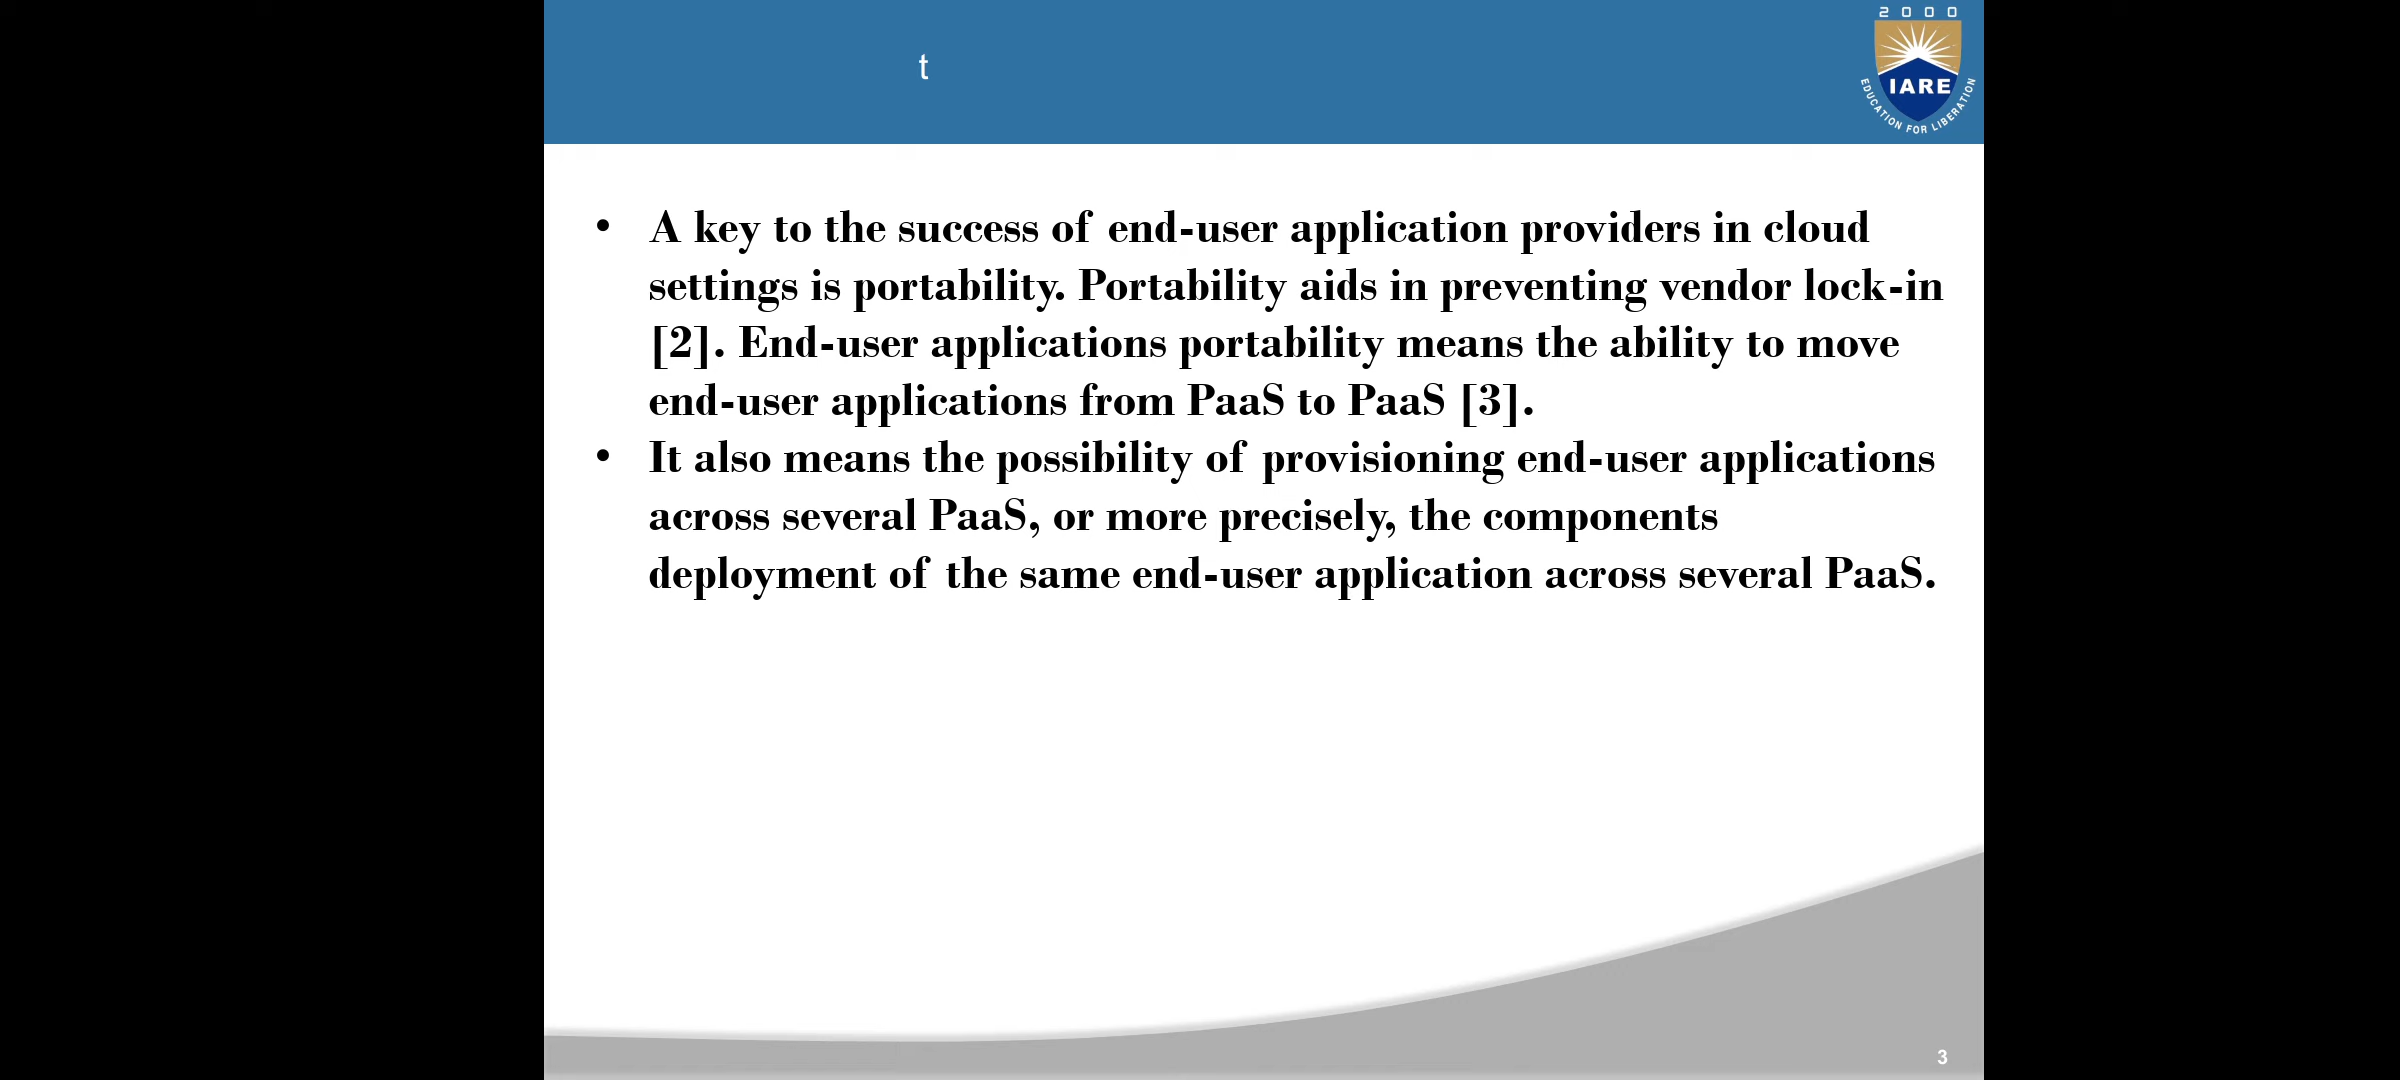 2 0 0 0
t
IARE
EDUCATION FOR LIBERATION
• A key to the success of end-user application providers in cloud
settings is portability. Portability aids in preventing vendor lock-in
[2]. End-user applications portability means the ability to move
end-user applications from PaaS to PaaS [3].
• It also means the possibility of provisioning end-user applications
across several PaaS, or more precisely, the components
deployment of the same end-user application across several PaaS.
3